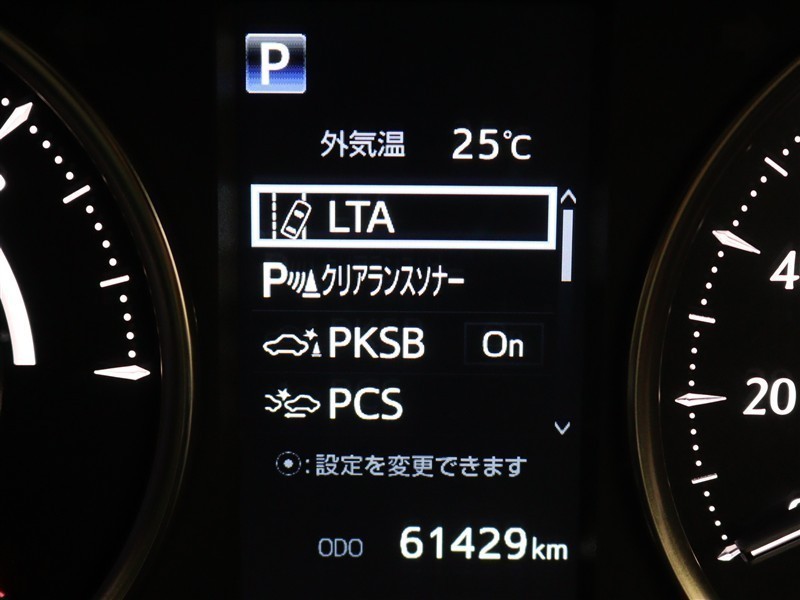 P
外気温 25℃
LTA
P クリアランスソナー
PKSB On
PCS
:設定を変更できます
ODO 61429km
4
20